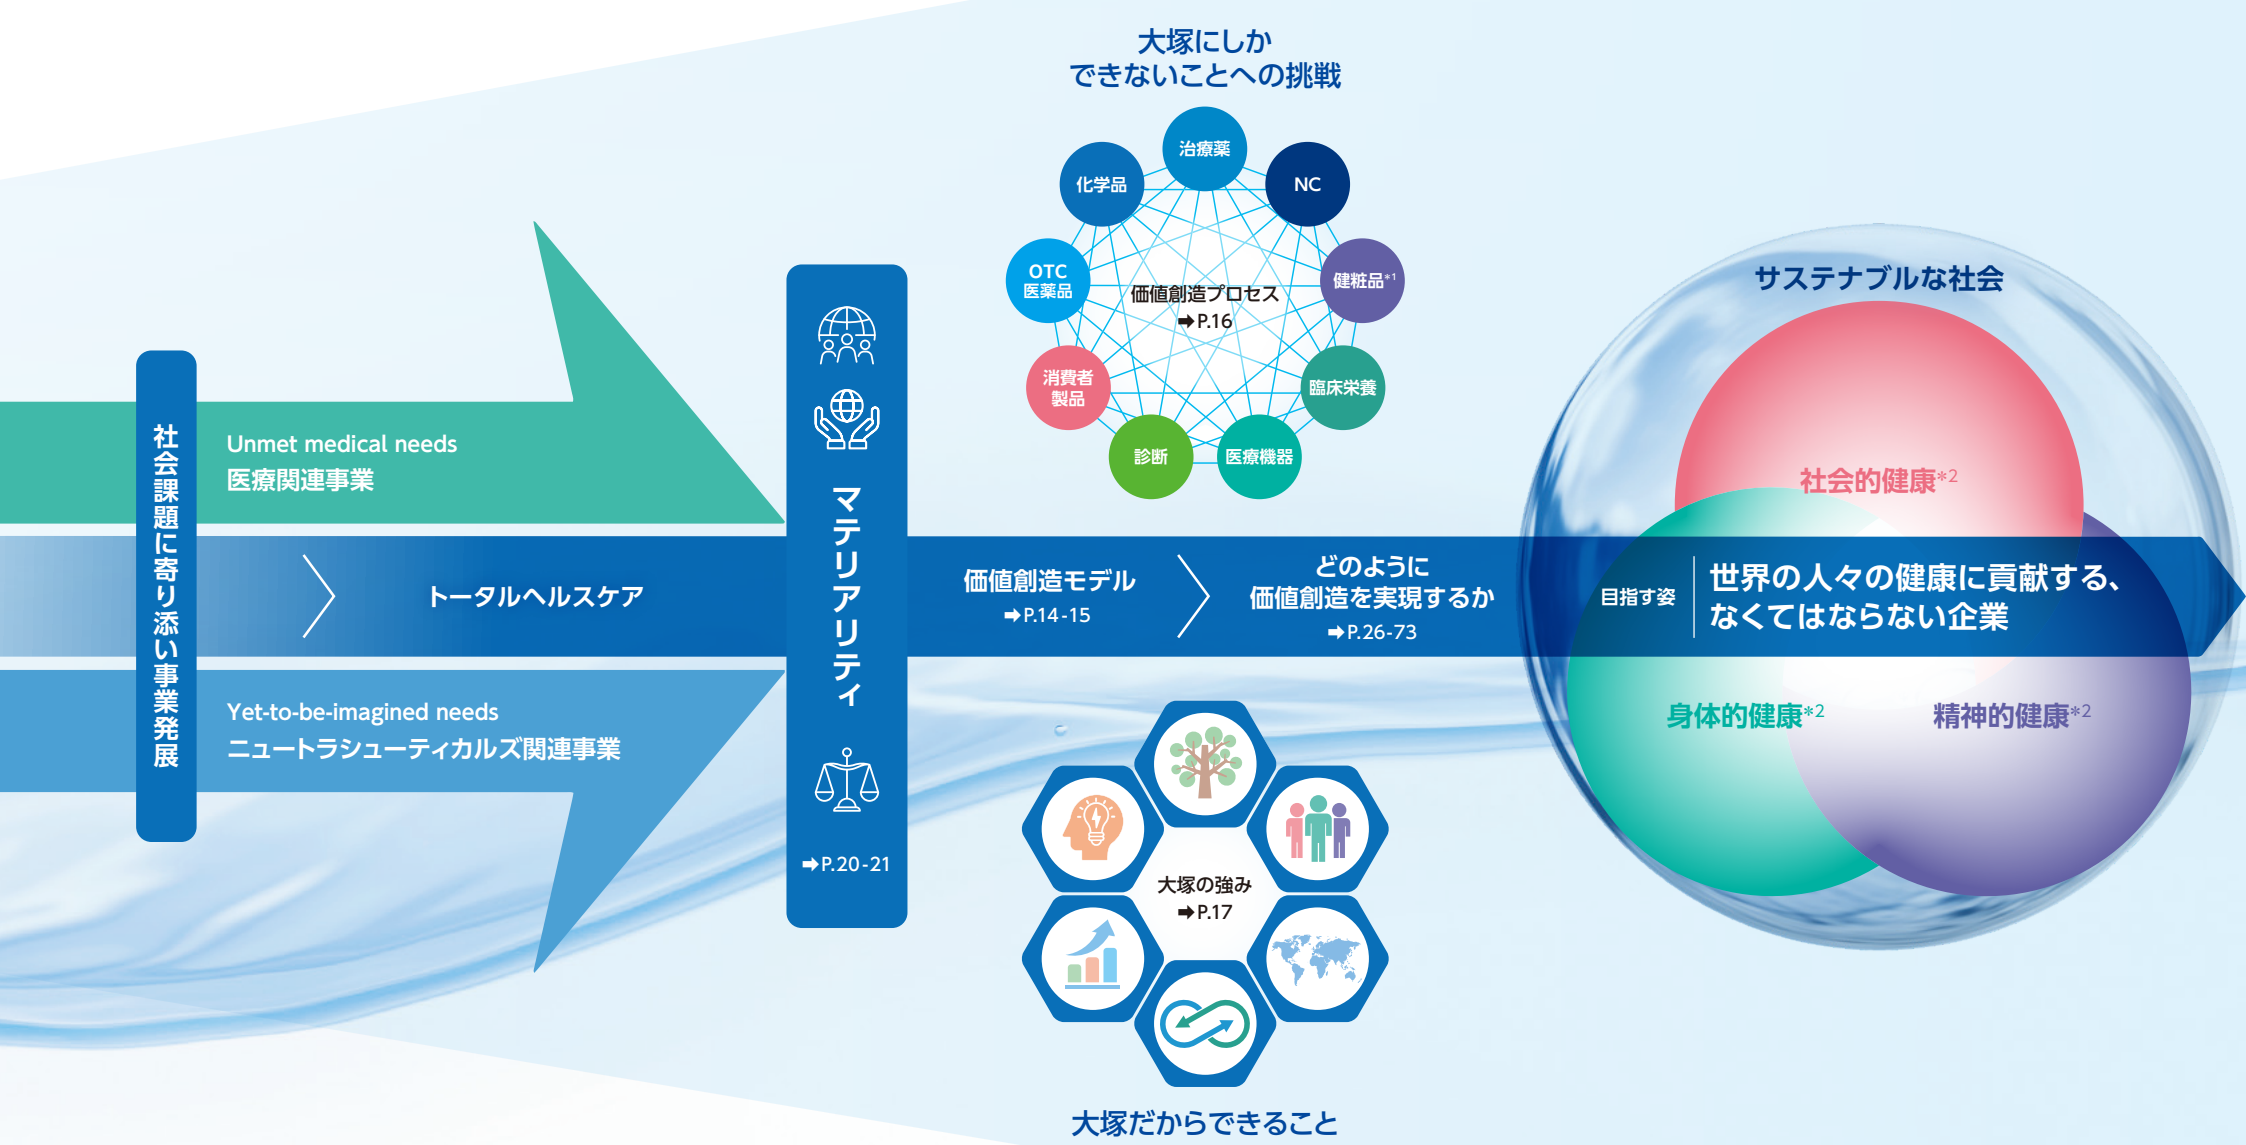 社会課題に寄り添い事業発展
Unmet medical needs
医療関連事業
トータルヘルスケア
Yet-to-be-imagined needs
ニュートラシューティカルズ関連事業
マテリアリティ
➡P.20-21
大塚にしか
できないことへの挑戦
治療薬
NC
健粧品*1
臨床栄養
医療機器
診断
消費者
製品
OTC
医薬品
化学品
価値創造プロセス
➡P.16
価値創造モデル
➡P.14-15
どのように
価値創造を実現するか
➡P.26-73
大塚の強み
➡P.17
大塚だからできること
サステナブルな社会
社会的健康*2
目指す姿
世界の人々の健康に貢献する、
なくてはならない企業
身体的健康*2
精神的健康*2